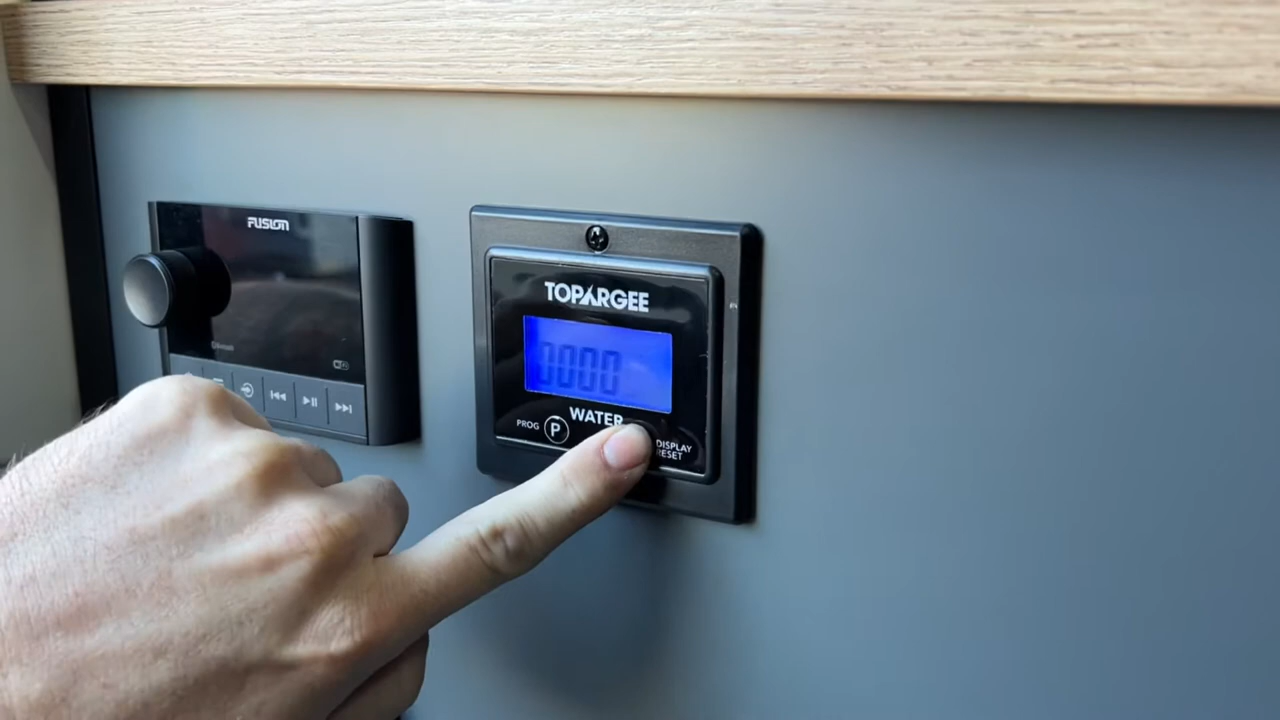 FUSION
TOPARGEE
0000
WATER
PROG P
DISPLAY
RESET